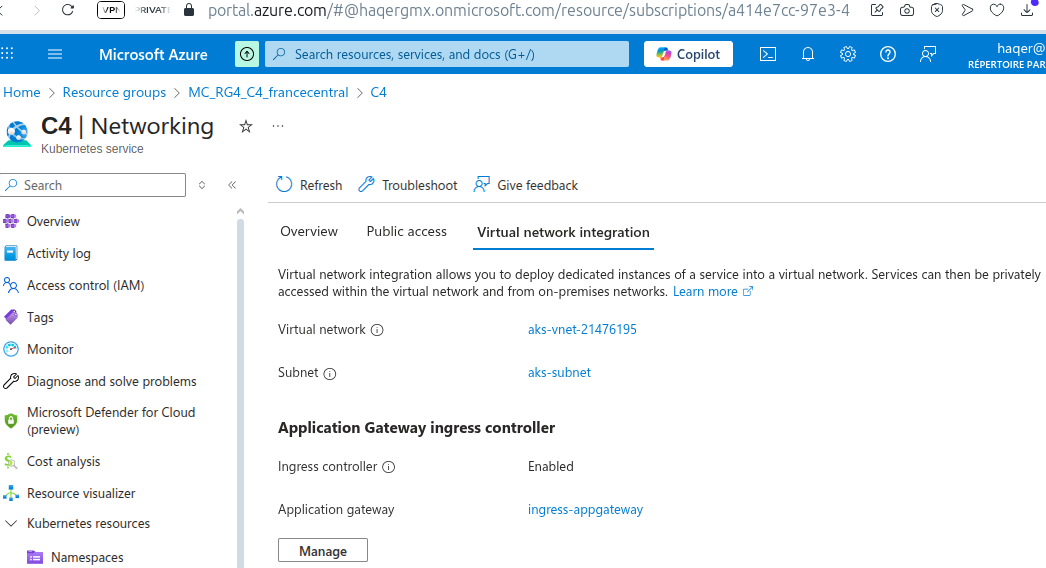 VPN PRIVATE portal.azure.com/#@haqergmx.onmicrosoft.com/resource/subscriptions/a414e7cc-97e3-4
Microsoft Azure Search resources, services, and docs (G+/) Copilot haqer@
RÉPERTOIRE PAR
Home > Resource groups > MC_RG4_C4_francecentral > C4
C4 | Networking
Kubernetes service
Search
Refresh Troubleshoot Give feedback
Overview
Activity log
Access control (IAM)
Tags
Monitor
Diagnose and solve problems
Microsoft Defender for Cloud
(preview)
Cost analysis
Resource visualizer
Kubernetes resources
Namespaces
Overview Public access Virtual network integration
Virtual network integration allows you to deploy dedicated instances of a service into a virtual network. Services can then be privately
accessed within the virtual network and from on-premises networks. Learn more
Virtual network aks-vnet-21476195
Subnet aks-subnet
Application Gateway ingress controller
Ingress controller Enabled
Application gateway ingress-appgateway
Manage